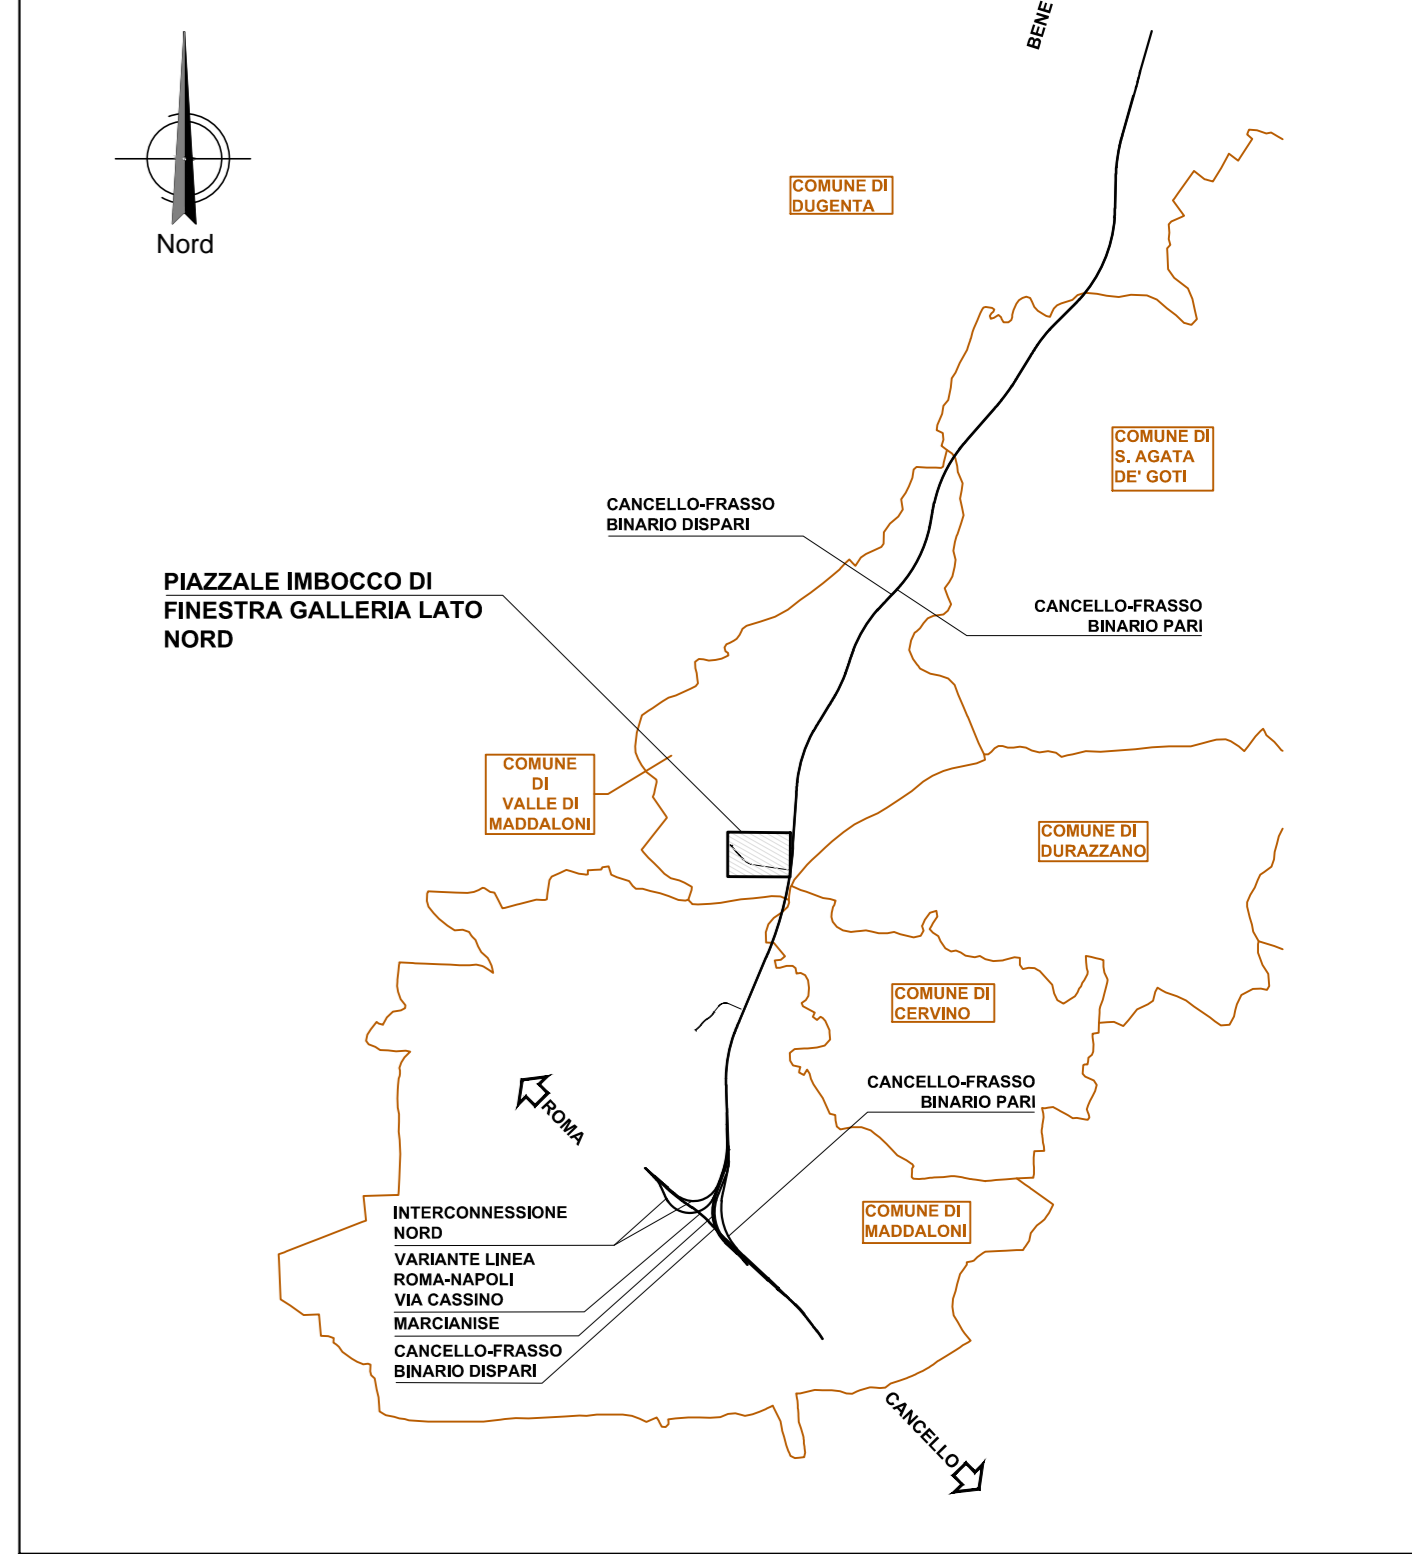 BENE
Nord
COMUNE DI
DUGENTA
COMUNE DI
S. AGATA
DE' GOTI
CANCELLO-FRASSO
BINARIO DISPARI
PIAZZALE IMBOCCO DI
FINESTRA GALLERIA LATO
NORD
CANCELLO-FRASSO
BINARIO PARI
COMUNE
DI
VALLE DI
MADDALONI
COMUNE DI
DURAZZANO
COMUNE DI
CERVINO
CANCELLO-FRASSO
BINARIO PARI
ROMA
INTERCONNESSIONE
NORD
VARIANTE LINEA
ROMA-NAPOLI
VIA CASSINO
MARCIANISE
CANCELLO-FRASSO
BINARIO DISPARI
COMUNE DI
MADDALONI
CANCELLO